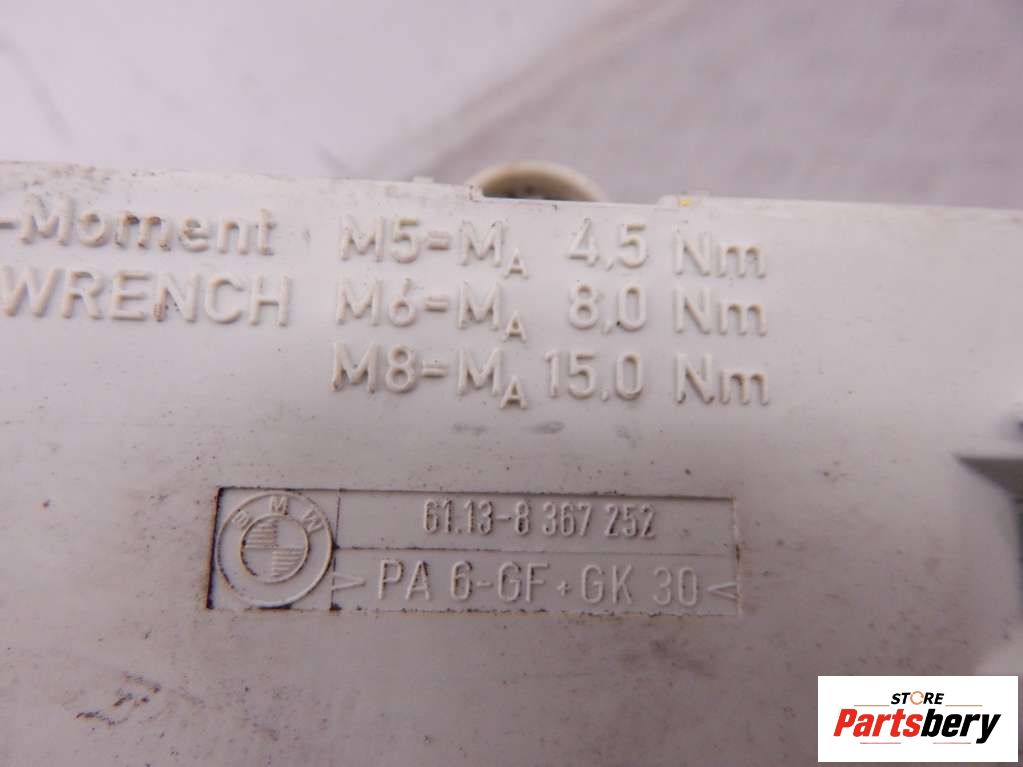 -Moment M5=MA 4,5 Nm
WRENCH M6=MA 8,0 Nm
M8=MA 15,0 Nm
BMW
61.13-8 367 252
>PA 6-GF+GK 30<
STORE
Partsbery